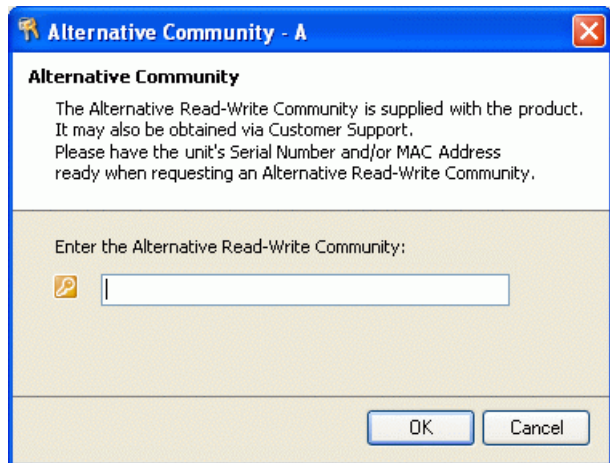 Alternative Community - A
Alternative Community
The Alternative Read-Write Community is supplied with the product.
It may also be obtained via Customer Support.
Please have the unit's Serial Number and/or MAC Address
ready when requesting an Alternative Read-Write Community.
Enter the Alternative Read-Write Community:
OK Cancel